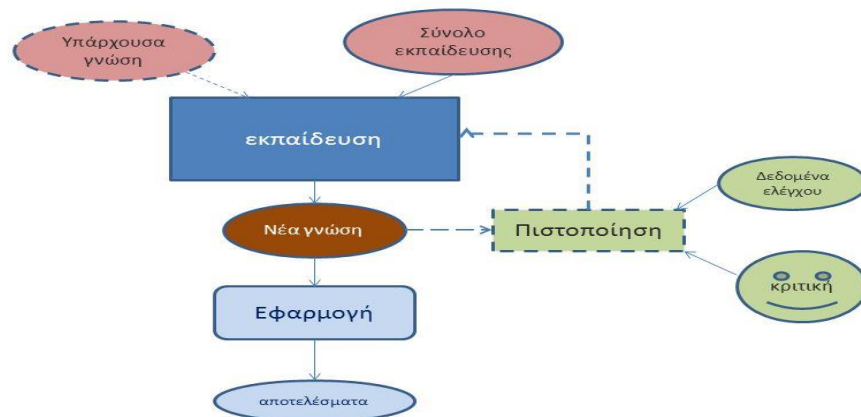 Υπάρχουσα
γνώση
Σύνολο
εκπαίδευσης
εκπαίδευση
Δεδομένα
ελέγχου
Νέα γνώση
Πιστοποίηση
κριτική
Εφαρμογή
αποτελέσματα